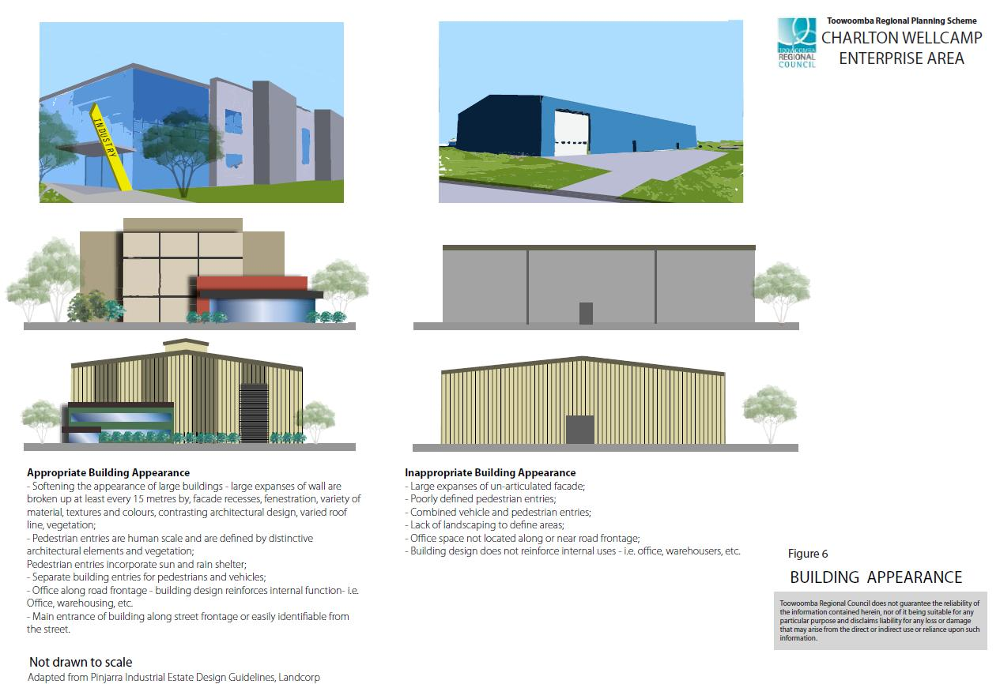 Toowoomba Regional Planning Scheme
CHARLTON WELLCAMP
ENTERPRISE AREA
TOOWOOMBA
REGIONAL
COUNCIL
INDUSTRY
Appropriate Building Appearance
- Softening the appearance of large buildings - large expanses of wall are
broken up at least every 15 metres by, facade recesses, fenestration, variety of
material, textures and colours, contrasting architectural design, varied roof
line, vegetation;
- Pedestrian entries are human scale and are defined by distinctive
architectural elements and vegetation;
Pedestrian entries incorporate sun and rain shelter;
- Separate building entries for pedestrians and vehicles;
- Office along road frontage - building design reinforces internal function- i.e.
Office, warehousing, etc.
- Main entrance of building along street frontage or easily identifiable from
the street.
Not drawn to scale
Adapted from Pinjarra Industrial Estate Design Guidelines, Landcorp
Inappropriate Building Appearance
- Large expanses of un-articulated facade;
- Poorly defined pedestrian entries;
- Combined vehicle and pedestrian entries;
- Lack of landscaping to define areas;
- Office space not located along or near road frontage;
- Building design does not reinforce internal uses - i.e. office, warehousers, etc.
Figure 6
BUILDING APPEARANCE
Toowoomba Regional Council does not guarantee the reliability of
the information contained herein, nor of it being suitable for any
particular purpose and disclaims liability for any loss or damage
that may arise from the direct or indirect use or reliance upon such
information.